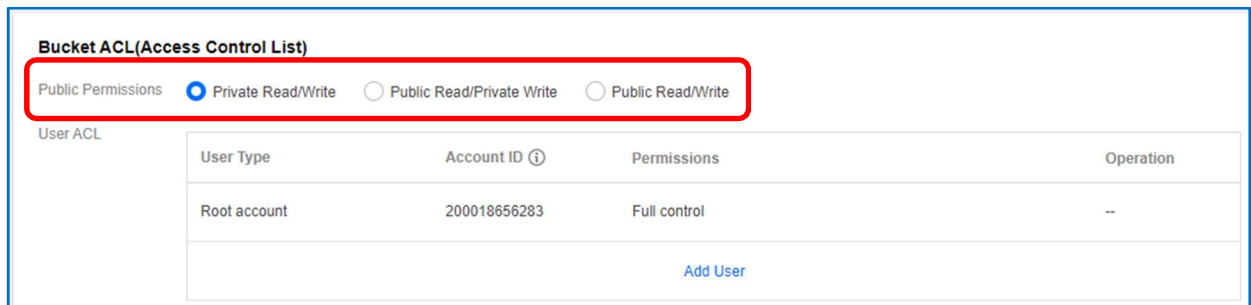 Bucket ACL(Access Control List)
Public Permissions Private Read/Write Public Read/Private Write Public Read/Write
User ACL
User Type Account ID Permissions Operation
Root account 200018656283 Full control --
Add User